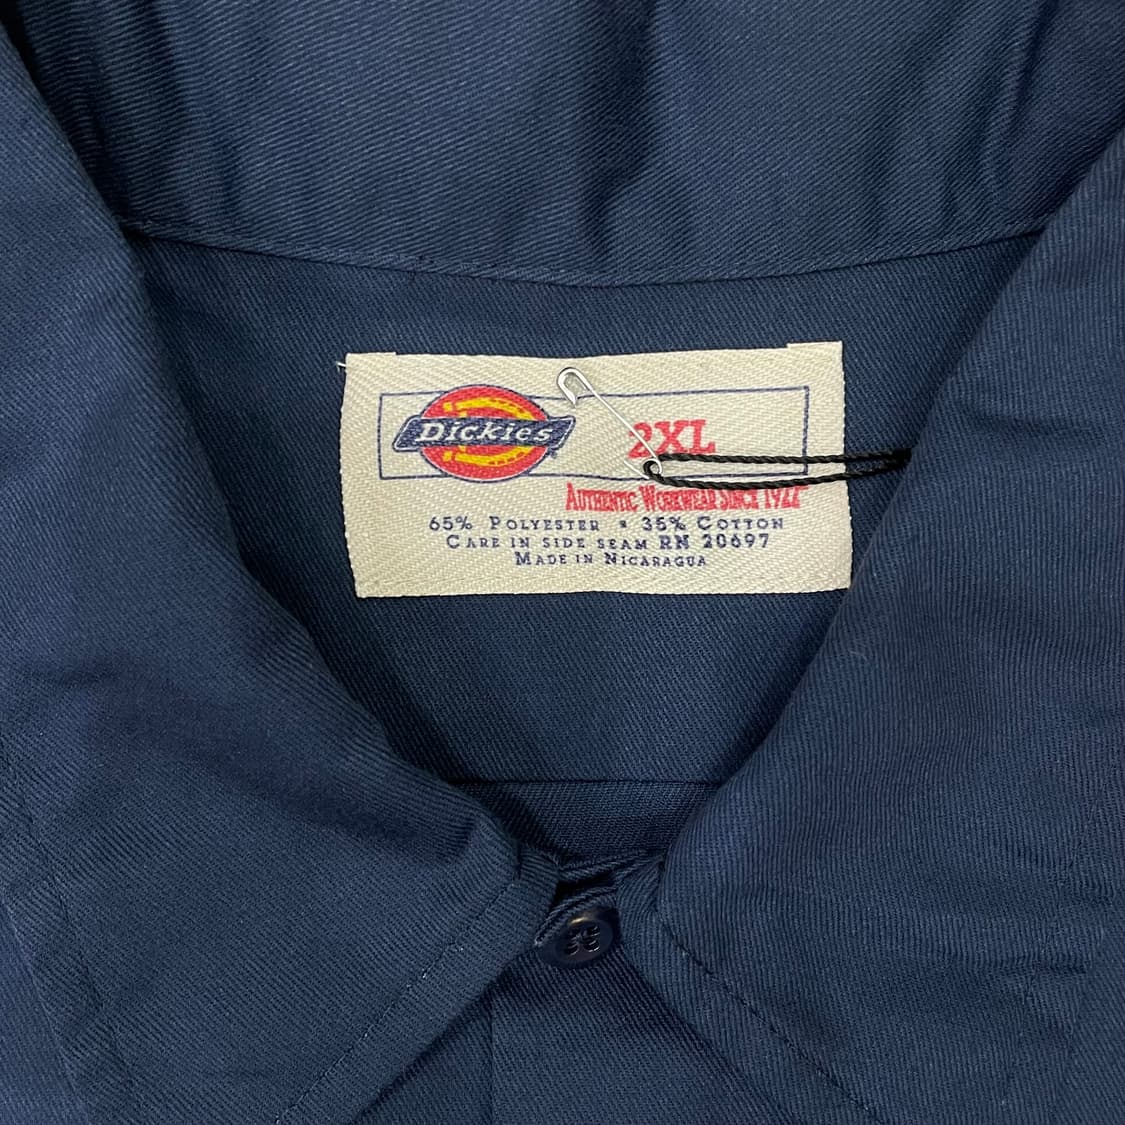 Dickies
2XL
AUTHENTIC WORKWEAR SINCE 1922
65% POLYESTER • 35% COTTON
CARE IN SIDE SEAM RN 20697
MADE IN NICARAGUA